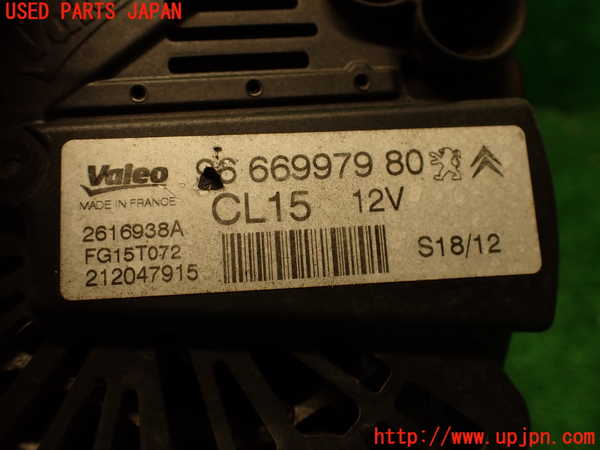 USED PARTS JAPAN
Valeo
MADE IN FRANCE
96 669979 80
CL15 12V
2616938A
FG15T072
212047915
S18/12
http://www.upjpn.com/